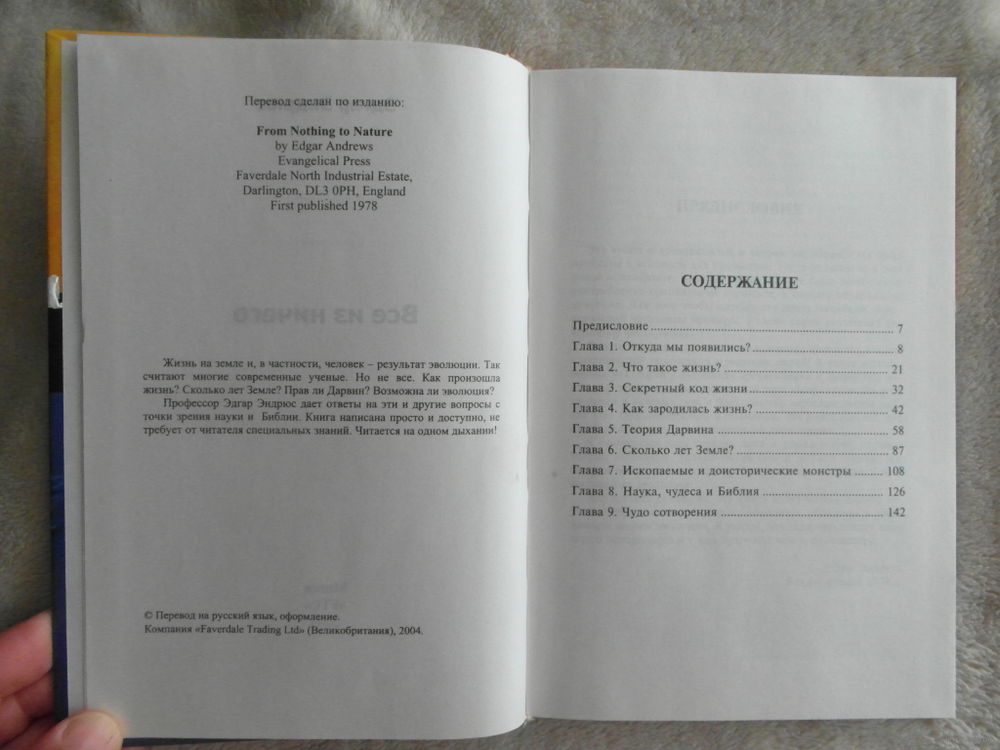 Перевод сделан по изданию:
From Nothing to Nature
by Edgar Andrews
Evangelical Press
Faverdale North Industrial Estate,
Darlington, DL3 0PH, England
First published 1978
Все из ничего
Жизнь на земле и, в частности, человек – результат эволюции. Так
считают многие современные ученые. Но не все. Как произошла
жизнь? Сколько лет Земле? Прав ли Дарвин? Возможна ли эволюция?
Профессор Эдгар Эндрюс дает ответы на эти и другие вопросы с
точки зрения науки и Библии. Книга написана просто и доступно, не
требует от читателя специальных знаний. Читается на одном дыхании!
© Перевод на русский язык, оформление.
Компания «Faverdale Trading Ltd» (Великобритания), 2004.
СОДЕРЖАНИЕ
Предисловие 7
Глава 1. Откуда мы появились? 8
Глава 2. Что такое жизнь? 21
Глава 3. Секретный код жизни 32
Глава 4. Как зародилась жизнь? 42
Глава 5. Теория Дарвина 58
Глава 6. Сколько лет Земле? 87
Глава 7. Ископаемые и доисторические монстры 108
Глава 8. Наука, чудеса и Библия 126
Глава 9. Чудо сотворения 142